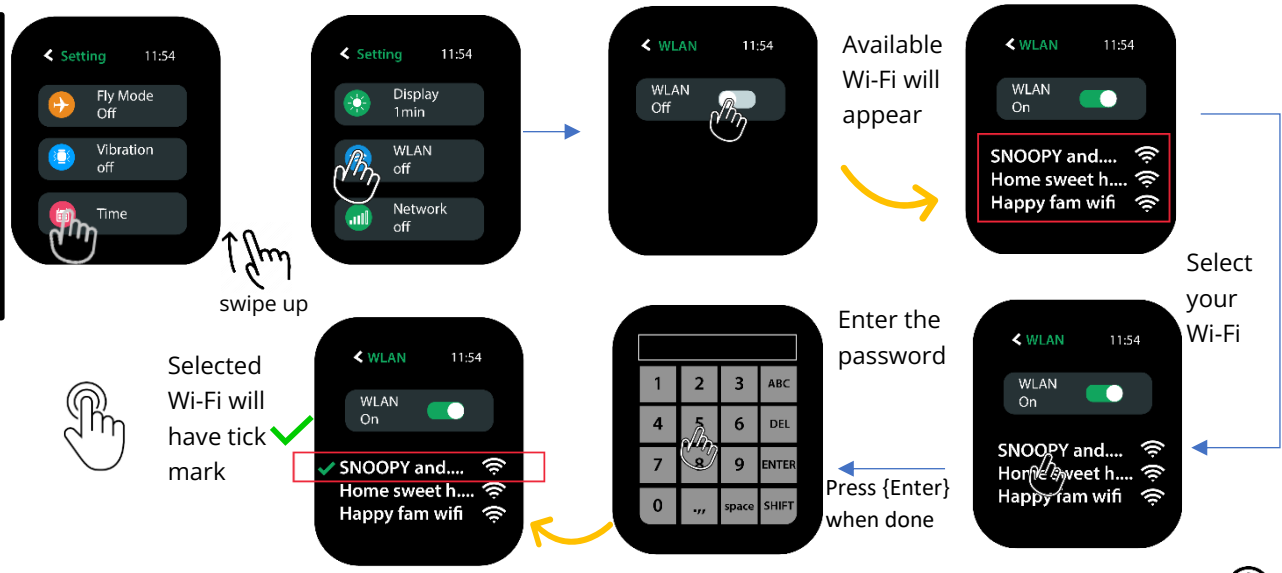 < Setting 11:54
Fly Mode
Off
Vibration
off
Time
swipe up
< Setting 11:54
Display
1min
WLAN
off
Network
off
< WLAN 11:54
WLAN
Off
Available
Wi-Fi will
appear
< WLAN 11:54
WLAN
On
SNOOPY and....
Home sweet h....
Happy fam wifi
Select
your
Wi-Fi
< WLAN 11:54
WLAN
On
SNOOPY and....
Home sweet h....
Happy fam wifi
Enter the
password
Press {Enter}
when done
1 2 3 ABC
4 5 6 DEL
7 8 9 ENTER
0 .,, space SHIFT
Selected
Wi-Fi will
have tick
mark
< WLAN 11:54
WLAN
On
SNOOPY and....
Home sweet h....
Happy fam wifi